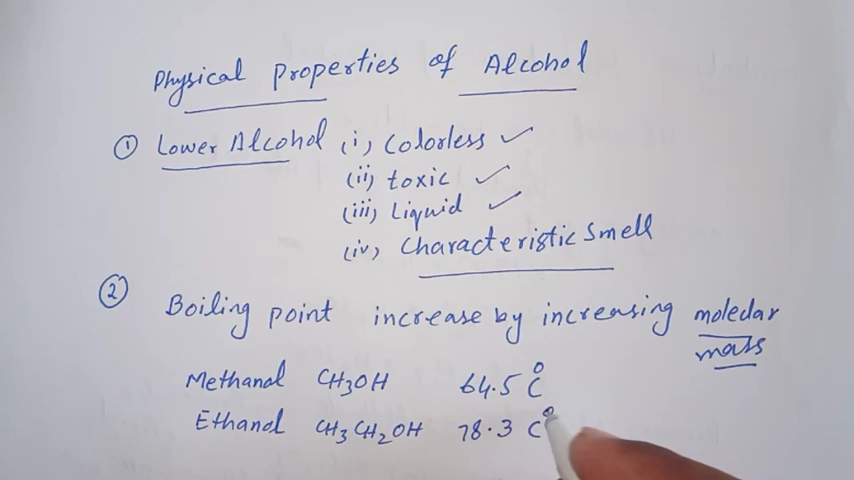 Physical Properties of Alcohol
① Lower Alcohol (i) Colorless ✓
(ii) toxic ✓
(iii) Liquid ✓
(iv) Characteristic Smell
② Boiling point increase by increasing molecular
mass
Methanol CH3OH 64.5 C°
Ethanol CH3CH2OH 78.3 C°